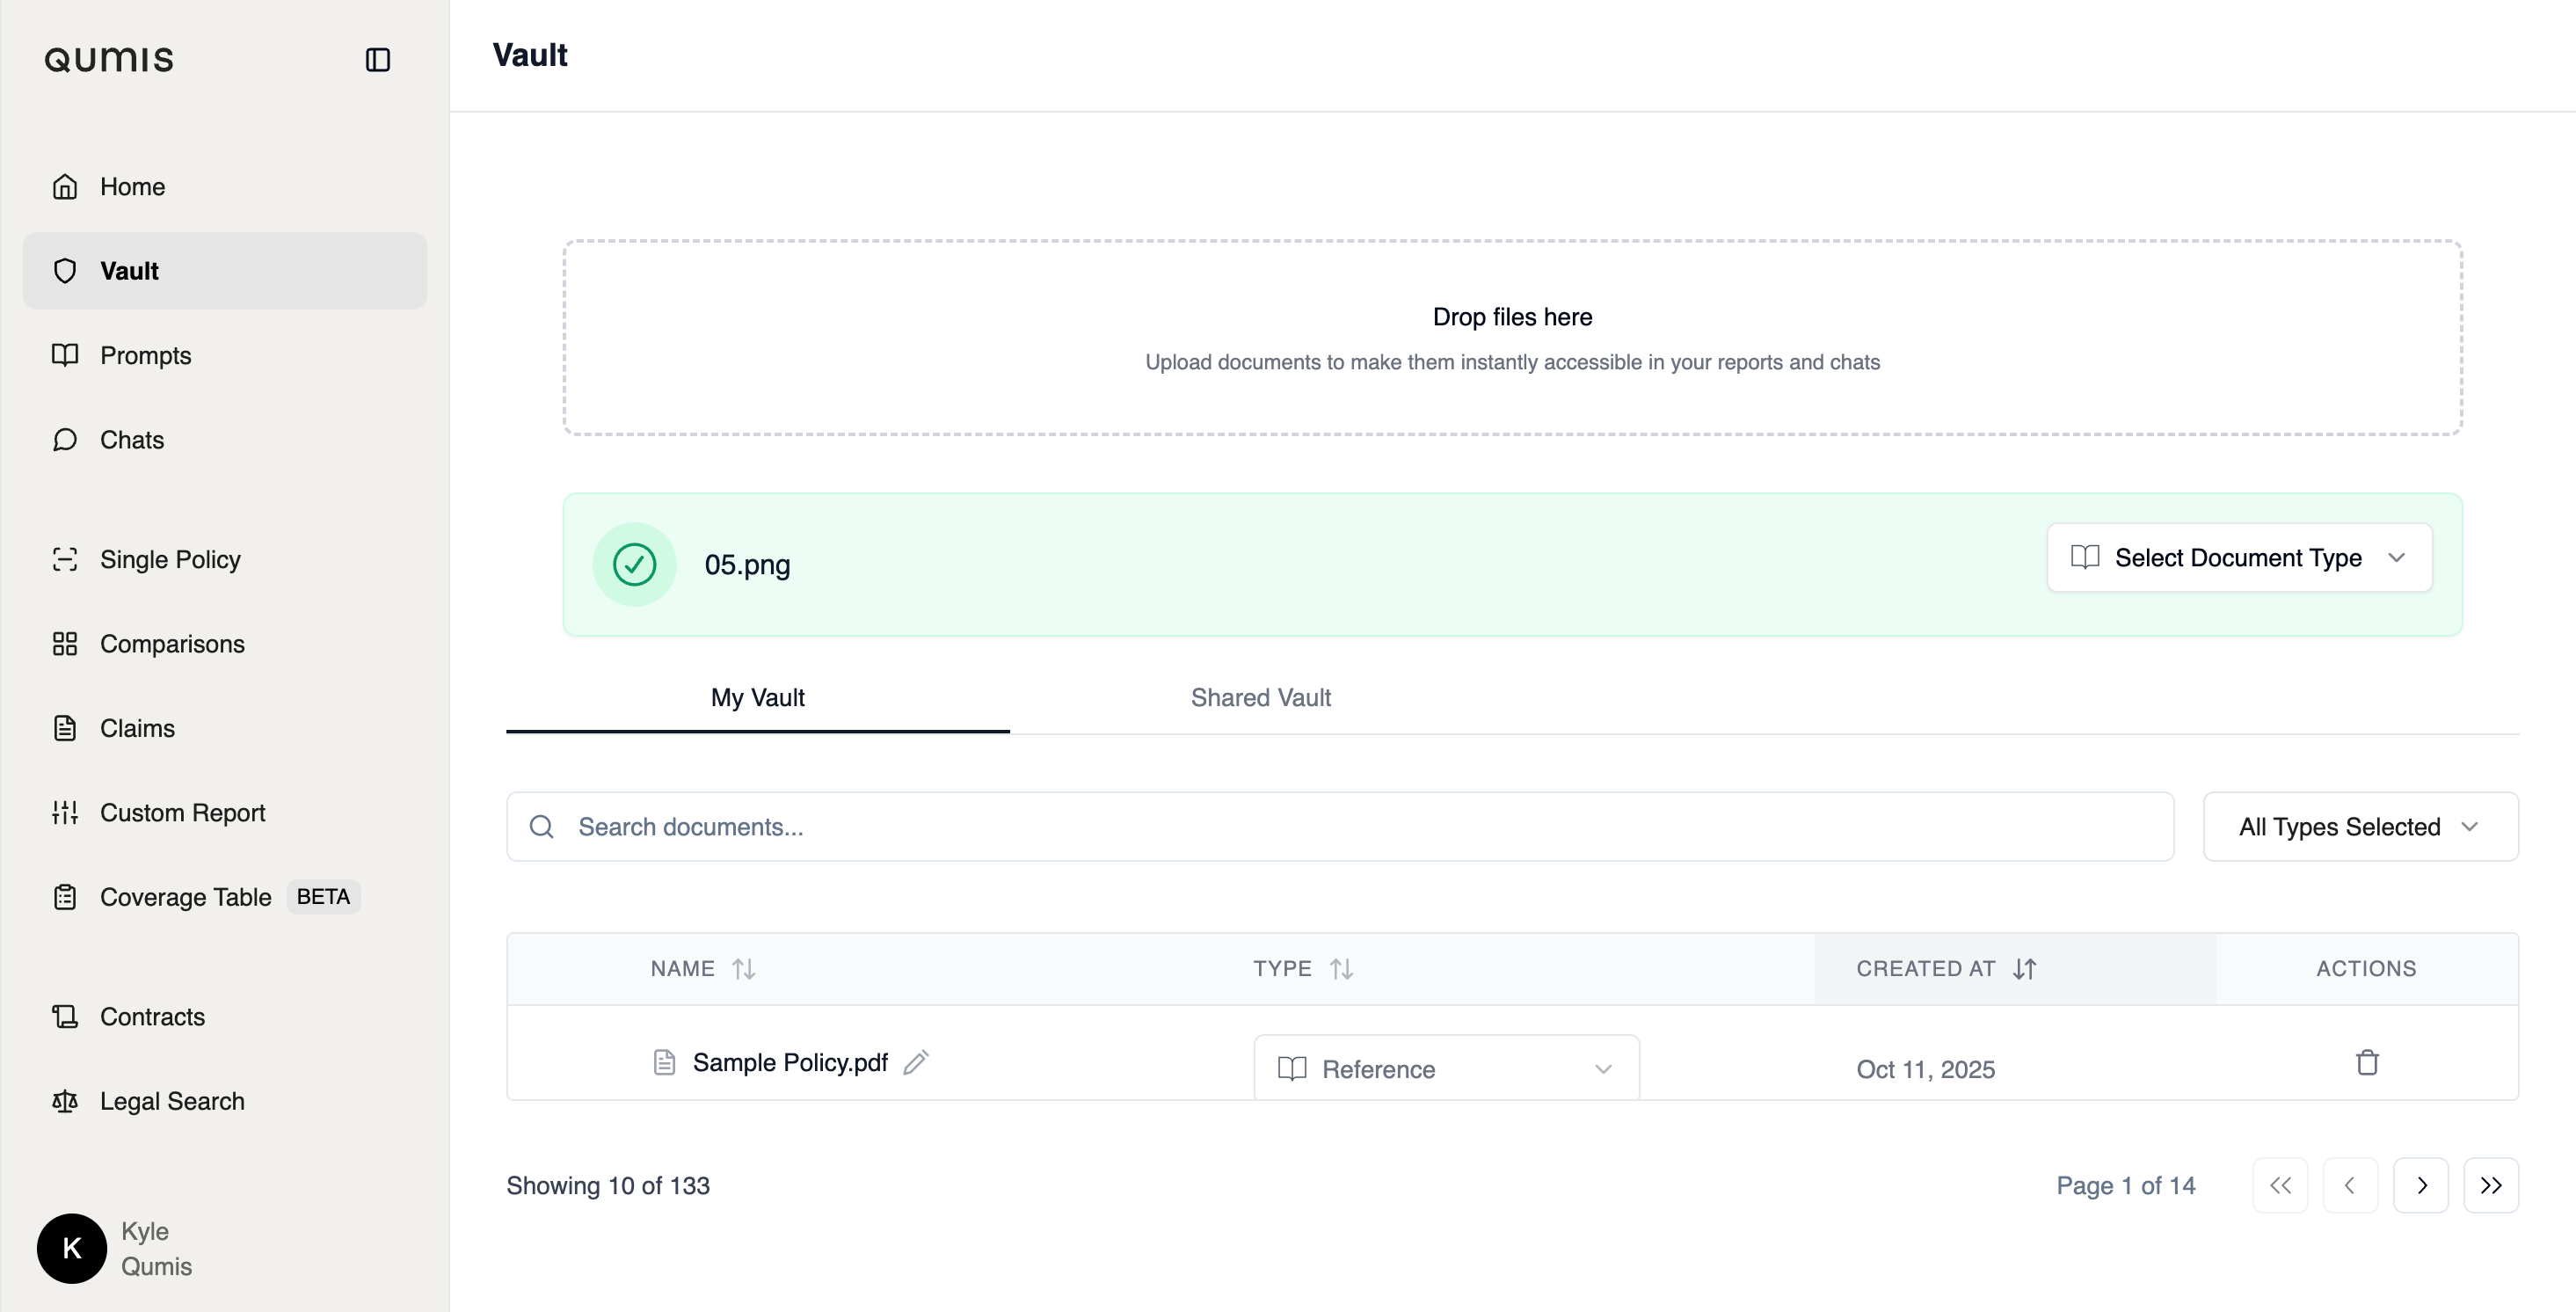 QUMIS
Home
Vault
Prompts
Chats
Single Policy
Comparisons
Claims
Custom Report
Coverage Table BETA
Contracts
Legal Search
K
Kyle
Qumis
Vault
Drop files here
Upload documents to make them instantly accessible in your reports and chats
05.png
Select Document Type
My Vault
Shared Vault
Search documents...
All Types Selected
NAME
TYPE
CREATED AT
ACTIONS
Sample Policy.pdf
Reference
Oct 11, 2025
Showing 10 of 133
Page 1 of 14